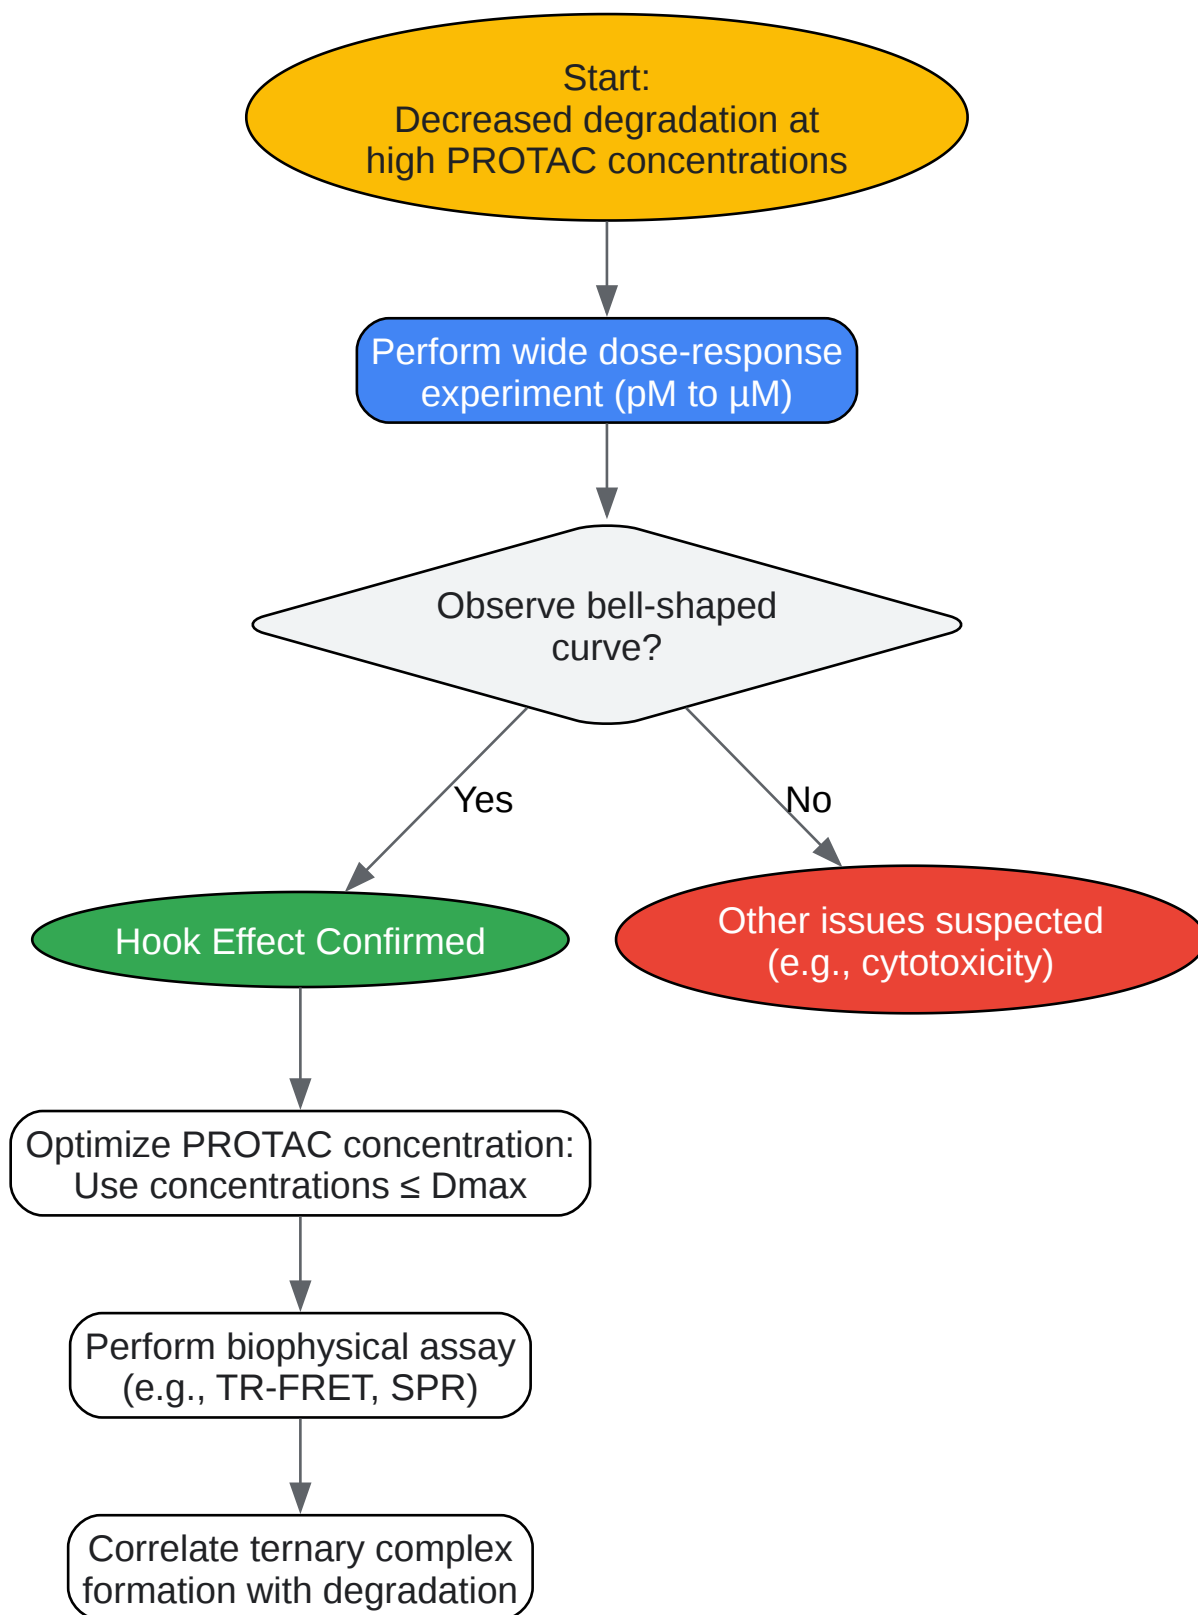 Start:
Decreased degradation at
high PROTAC concentrations
Perform wide dose-response
experiment (pM to µM)
Observe bell-shaped
curve?
Yes
No
Hook Effect Confirmed
Other issues suspected
(e.g., cytotoxicity)
Optimize PROTAC concentration:
Use concentrations ≤ Dmax
Perform biophysical assay
(e.g., TR-FRET, SPR)
Correlate ternary complex
formation with degradation